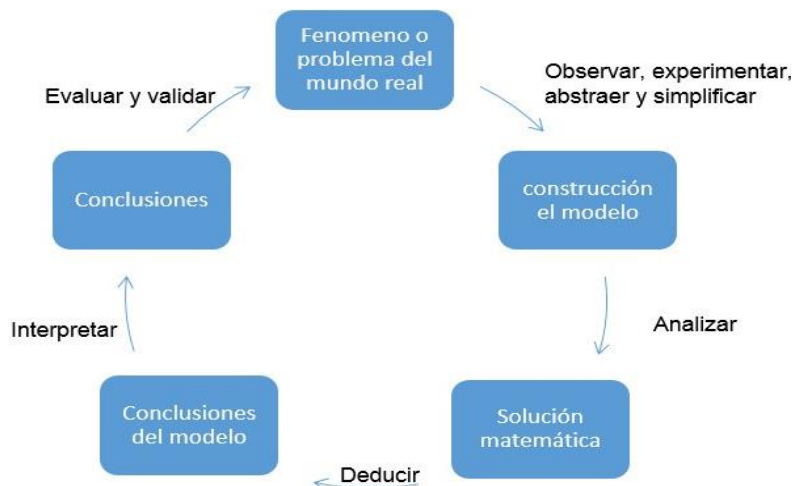 Fenomeno o
problema del
mundo real
Observar, experimentar,
abstraer y simplificar
construcción
el modelo
Analizar
Solución
matemática
Deducir
Conclusiones
del modelo
Interpretar
Conclusiones
Evaluar y validar